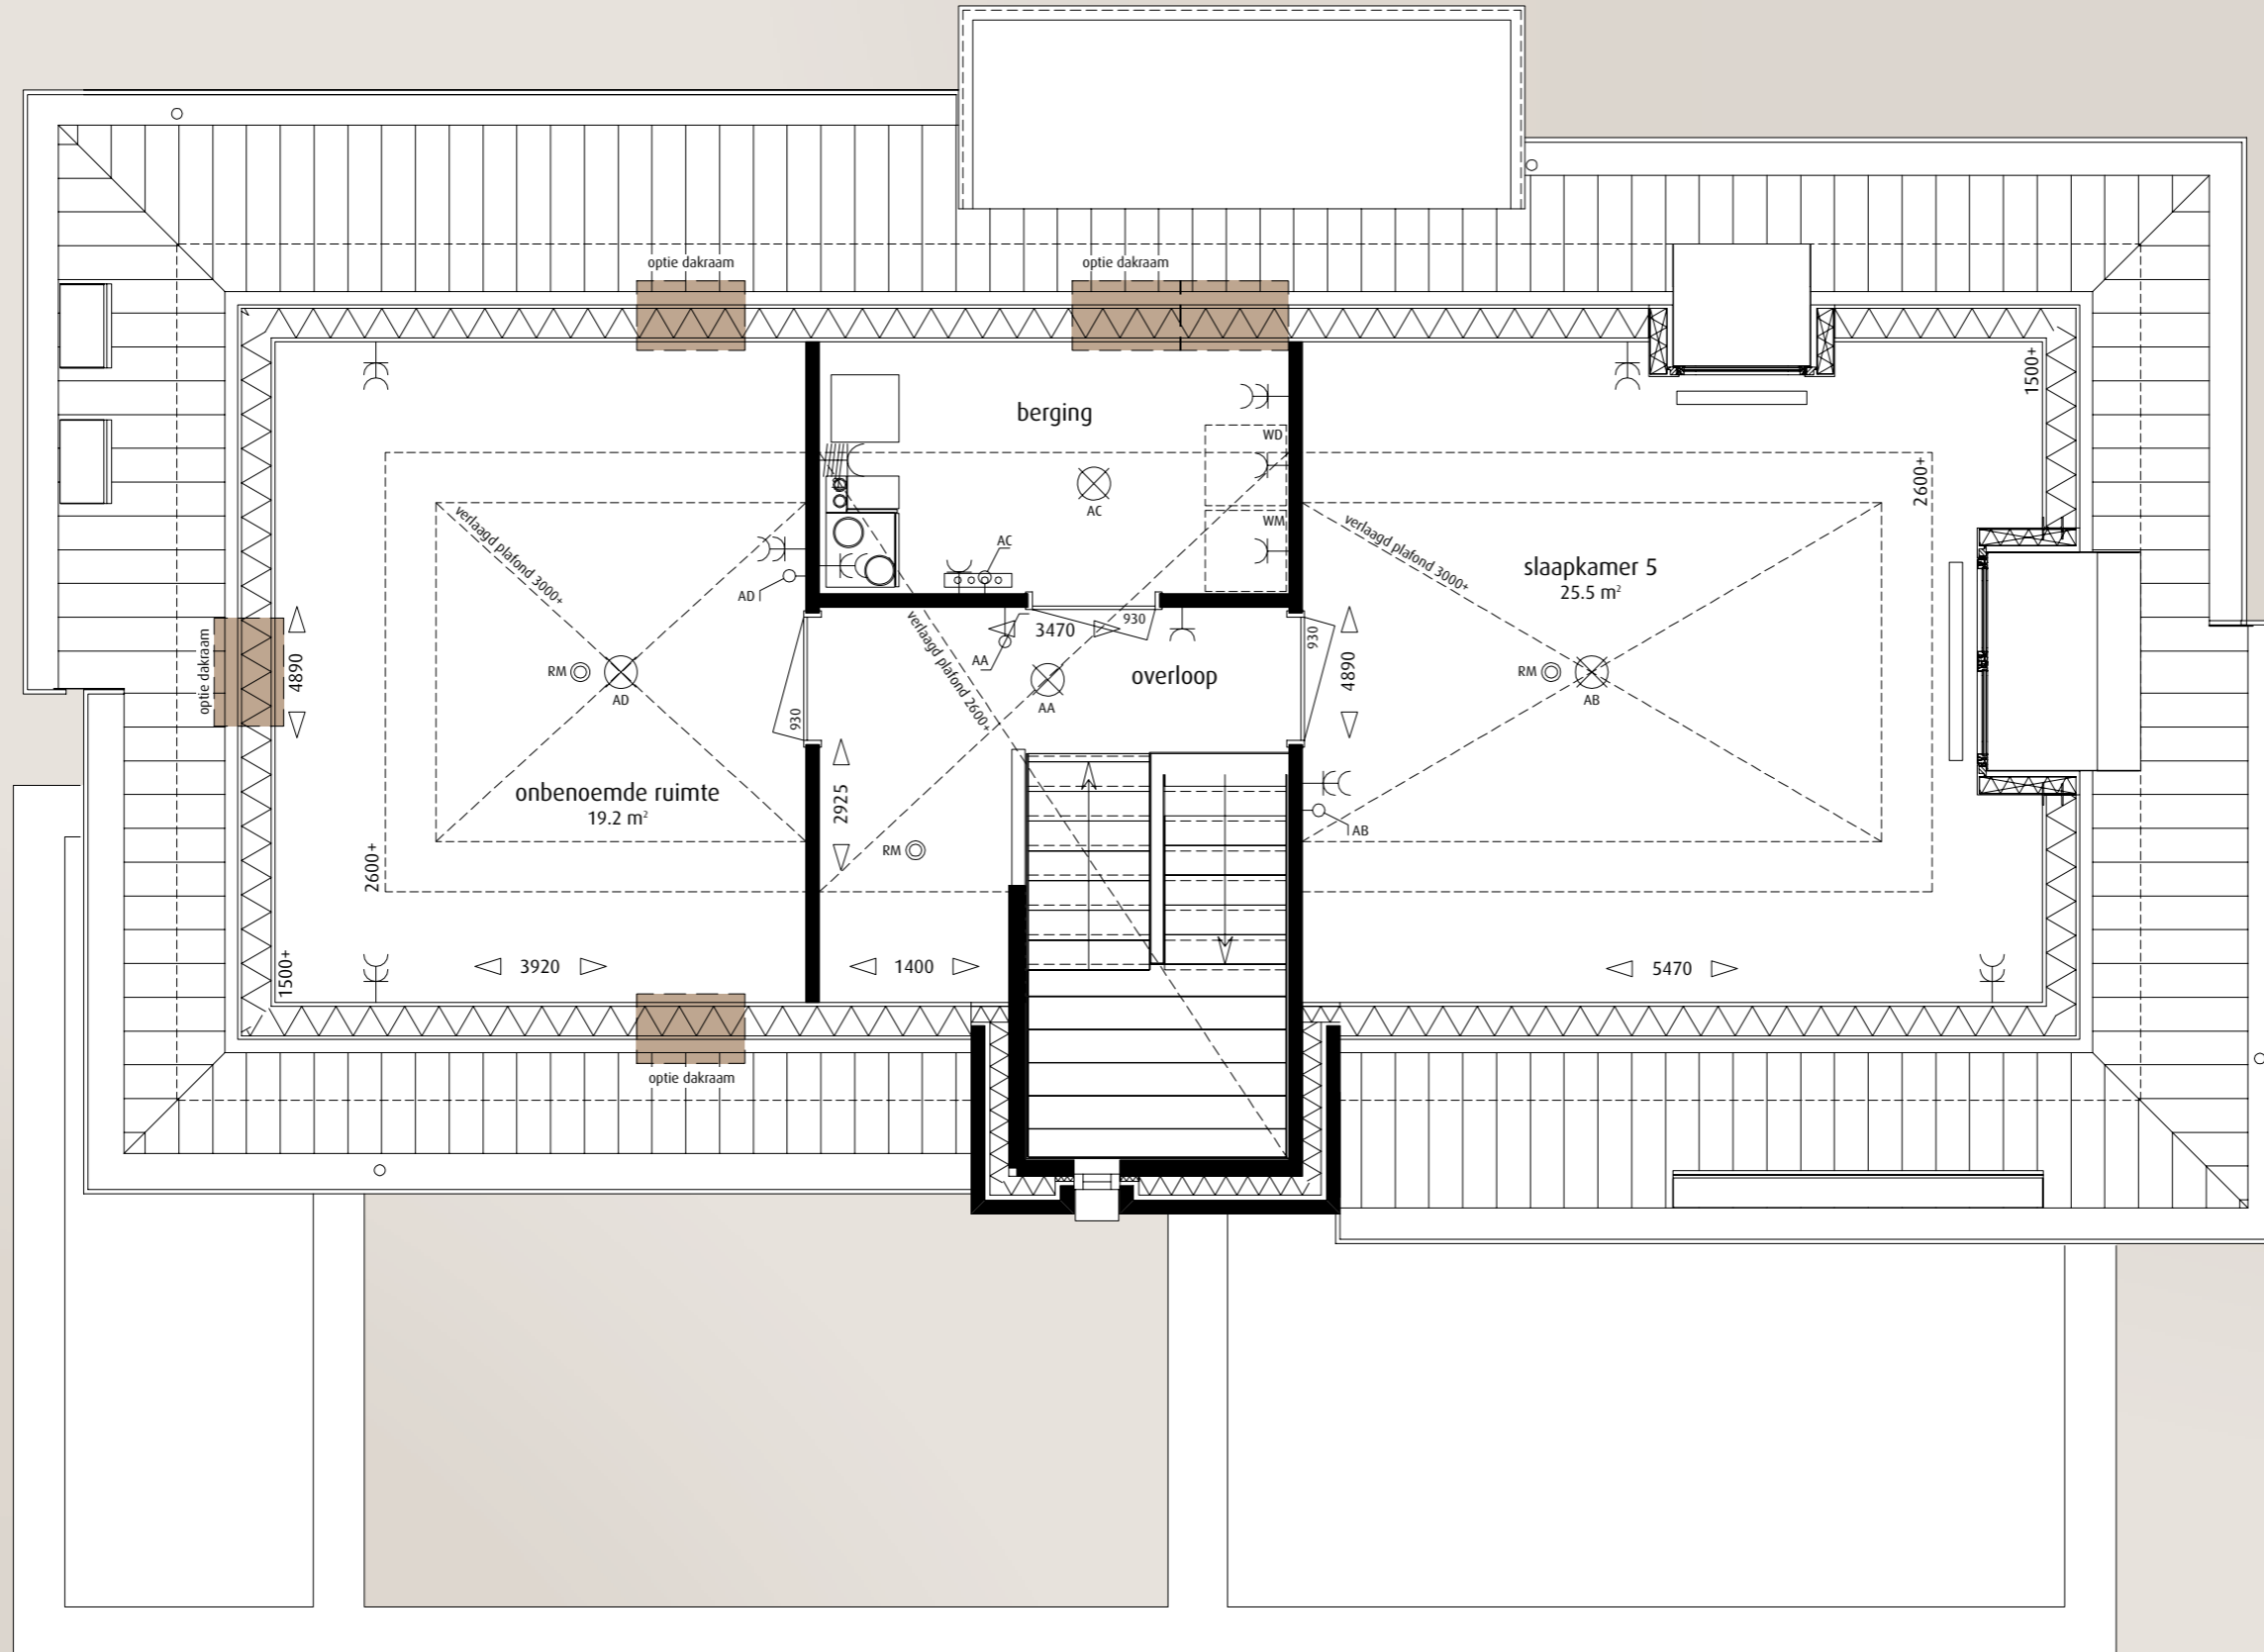 optie dakraam
optie dakraam
1500+
berging
WD
2600+
AC
verlaagd plafond 3000+
WM
verlaagd plafond 3000+
AC
slaapkamer 5
25.5 m²
AD
verlaagd plafond 2600+
3470
930
930
AA
4890
optie dakraam
4890
RM
AD
AA
overloop
RM
AB
930
onbenoemde ruimte
19.2 m²
2925
AB
RM
2600+
1500+
3920
1400
5470
optie dakraam